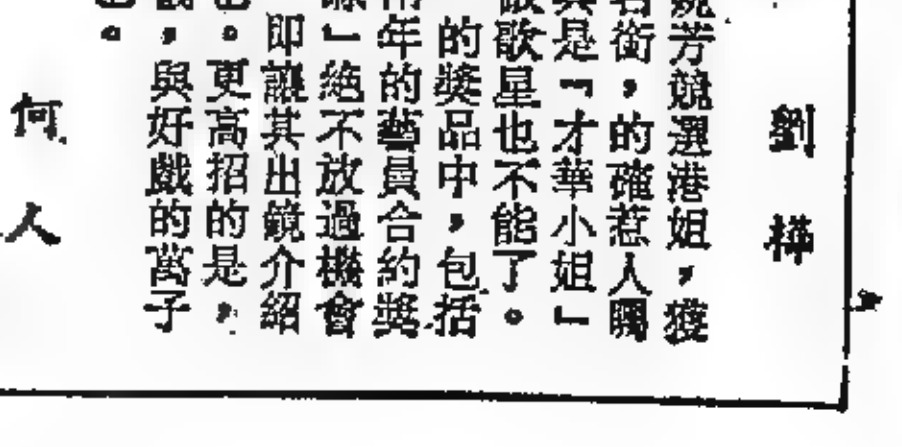 劉樺
芳競選港姐，獲
銜，的確惹人矚
是「才華小姐」
歌星也不能了。
的獎品中，包括
年的藝員合約獎
」絕不放過機會
即讓其出鏡介紹
。更高招的是，
，與好戲的萬子
。
何人